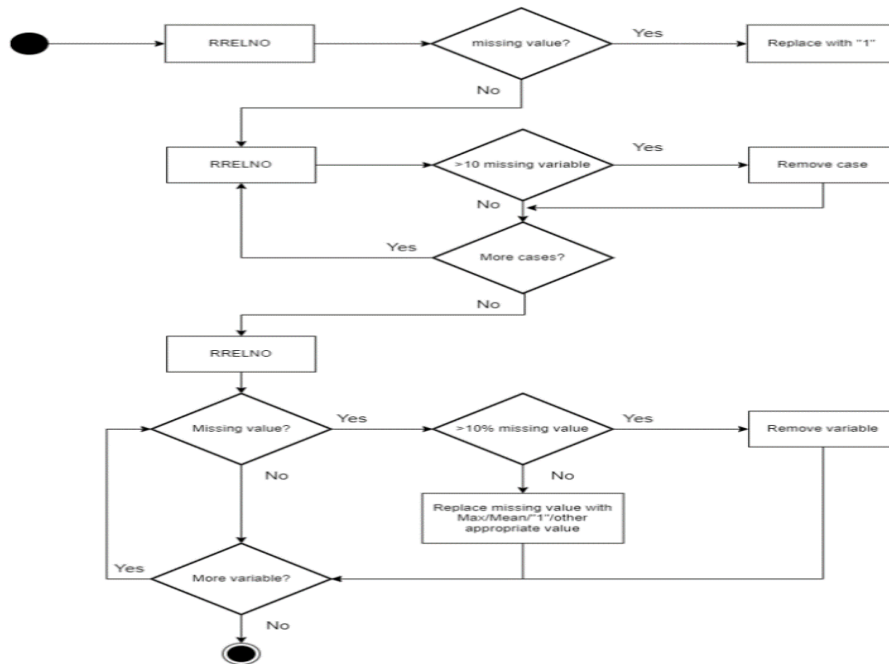 RRELNO
missing value?
Yes
Replace with "1"
No
RRELNO
>10 missing variable
Yes
Remove case
No
More cases?
Yes
No
RRELNO
Missing value?
Yes
>10% missing value
Yes
Remove variable
No
No
Replace missing value with
Max/Mean/"1"/other
appropriate value
Yes
More variable?
No